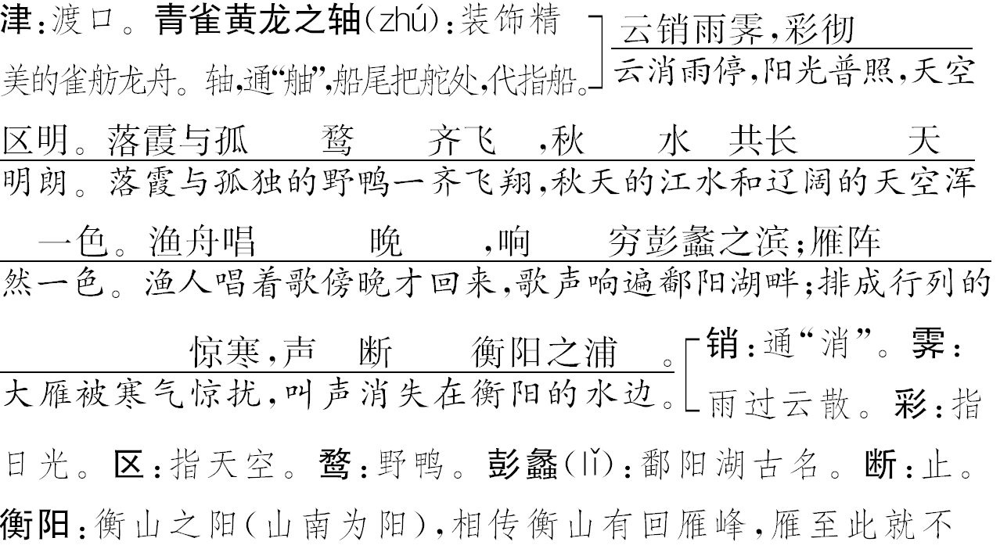 津:渡口。青雀黄龙之轴(zhú):装饰精
美的雀舫龙舟。轴,通“舳”,船尾把舵处,代指船。
云销雨霁,彩彻
云消雨停,阳光普照,天空
区明。落霞与孤鹜齐飞,秋水共长天
明朗。落霞与孤独的野鸭一齐飞翔,秋天的江水和辽阔的天空浑
一色。渔舟唱晚,响穷彭蠡之滨;雁阵
然一色。渔人唱着歌傍晚才回来,歌声响遍鄱阳湖畔;排成行列的
惊寒,声断衡阳之浦。
大雁被寒气惊扰,叫声消失在衡阳的水边。
销:通“消”。霁:
雨过云散。彩:指
日光。区:指天空。鹜:野鸭。彭蠡(lǐ):鄱阳湖古名。断:止。
衡阳:衡山之阳(山南为阳),相传衡山有回雁峰,雁至此就不